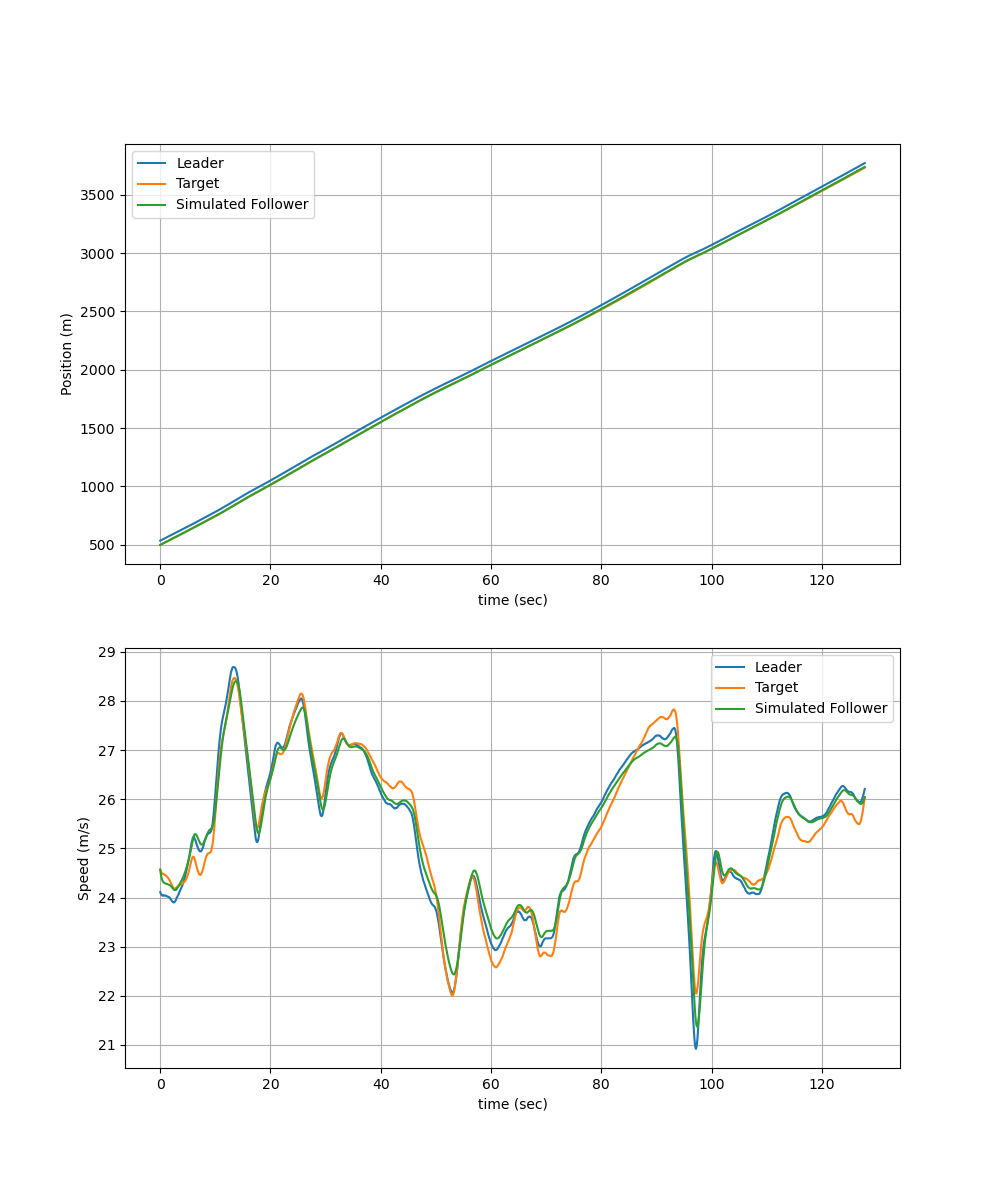 Leader
Target
Simulated Follower
3500
3000
2500
2000
1500
1000
500
Position (m)
0 20 40 60 80 100 120
time (sec)
Leader
Target
Simulated Follower
29
28
27
26
25
24
23
22
21
Speed (m/s)
0 20 40 60 80 100 120
time (sec)